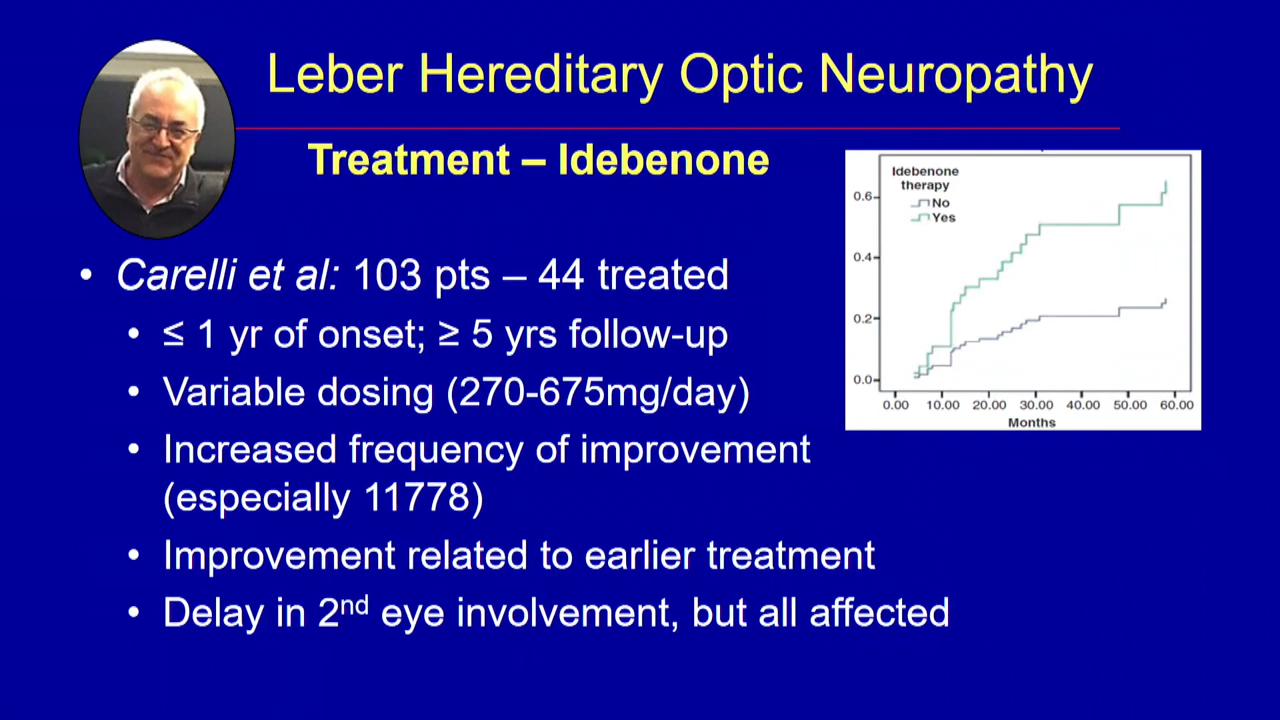 Leber Hereditary Optic Neuropathy
Treatment – Idebenone
• Carelli et al: 103 pts – 44 treated
• ≤ 1 yr of onset; ≥ 5 yrs follow-up
• Variable dosing (270-675mg/day)
• Increased frequency of improvement
(especially 11778)
• Improvement related to earlier treatment
• Delay in 2nd eye involvement, but all affected
Idebenone
therapy
No
Yes
0.6
0.4
0.2
0.0
0.00 10.00 20.00 30.00 40.00 50.00 60.00
Months